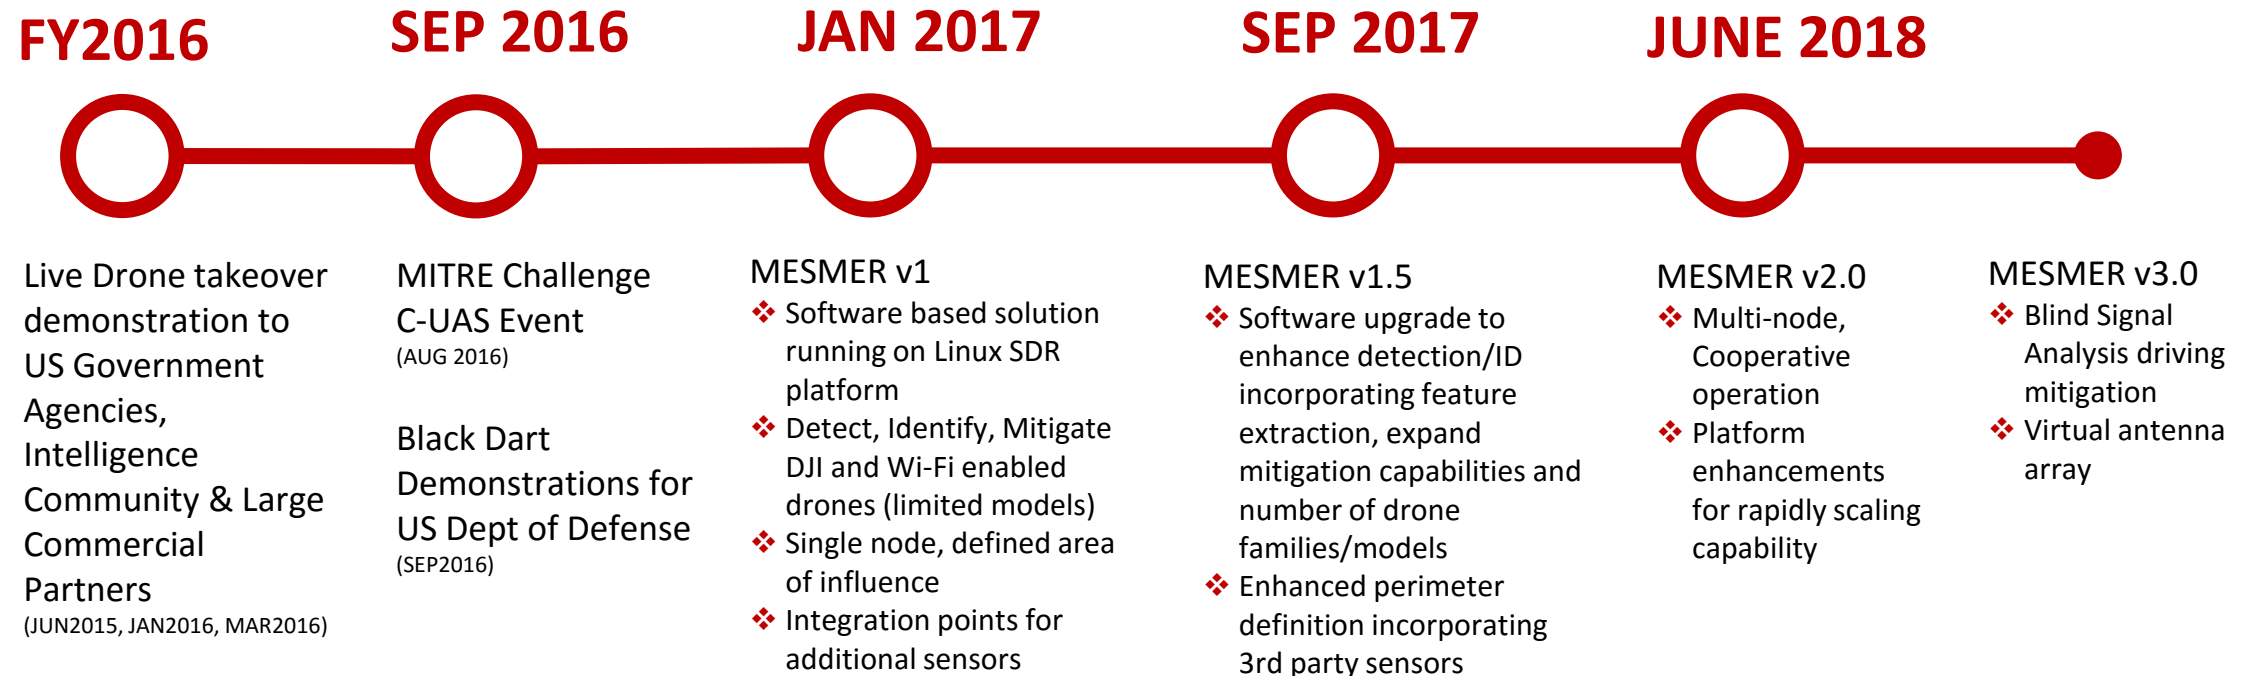 FY2016
SEP 2016
JAN 2017
SEP 2017
JUNE 2018
Live Drone takeover
demonstration to
US Government
Agencies,
Intelligence
Community & Large
Commercial
Partners
(JUN2015, JAN2016, MAR2016)
MITRE Challenge
C-UAS Event
(AUG 2016)
Black Dart
Demonstrations for
US Dept of Defense
(SEP2016)
MESMER v1
❖ Software based solution
running on Linux SDR
platform
❖ Detect, Identify, Mitigate
DJI and Wi-Fi enabled
drones (limited models)
❖ Single node, defined area
of influence
❖ Integration points for
additional sensors
MESMER v1.5
❖ Software upgrade to
enhance detection/ID
incorporating feature
extraction, expand
mitigation capabilities and
number of drone
families/models
❖ Enhanced perimeter
definition incorporating
3rd party sensors
MESMER v2.0
❖ Multi-node,
Cooperative
operation
❖ Platform
enhancements
for rapidly scaling
capability
MESMER v3.0
❖ Blind Signal
Analysis driving
mitigation
❖ Virtual antenna
array